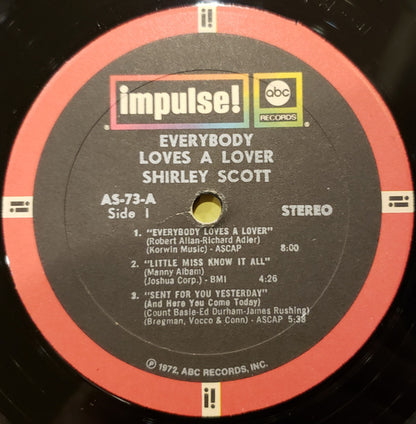 impulse!
abc
RECORDS
EVERYBODY
LOVES A LOVER
SHIRLEY SCOTT
AS-73-A
Side 1
STEREO
1. "EVERYBODY LOVES A LOVER"
(Robert Allan-Richard Adler)
(Korwin Music) - ASCAP 8:00
2. "LITTLE MISS KNOW IT ALL"
(Manny Albam)
(Joshua Corp.) - BMI 4:26
3. "SENT FOR YOU YESTERDAY"
(And Here You Come Today)
(Count Basie-Ed Durham-James Rushing)
(Bregman, Vocco & Conn) - ASCAP 5:38
℗ 1972, ABC RECORDS, INC.